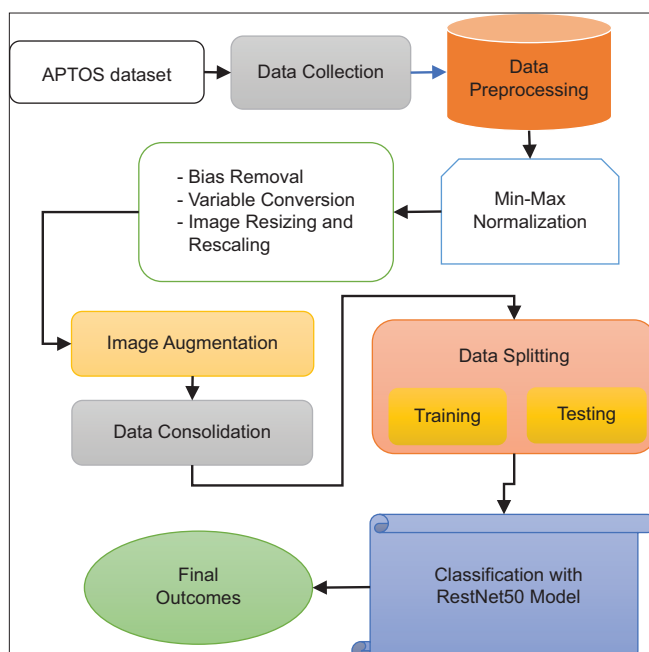 APTOS dataset
Data Collection
Data
Preprocessing
Min-Max
Normalization
- Bias Removal
- Variable Conversion
- Image Resizing and
Rescaling
Image Augmentation
Data Consolidation
Data Splitting
Training
Testing
Classification with
RestNet50 Model
Final
Outcomes